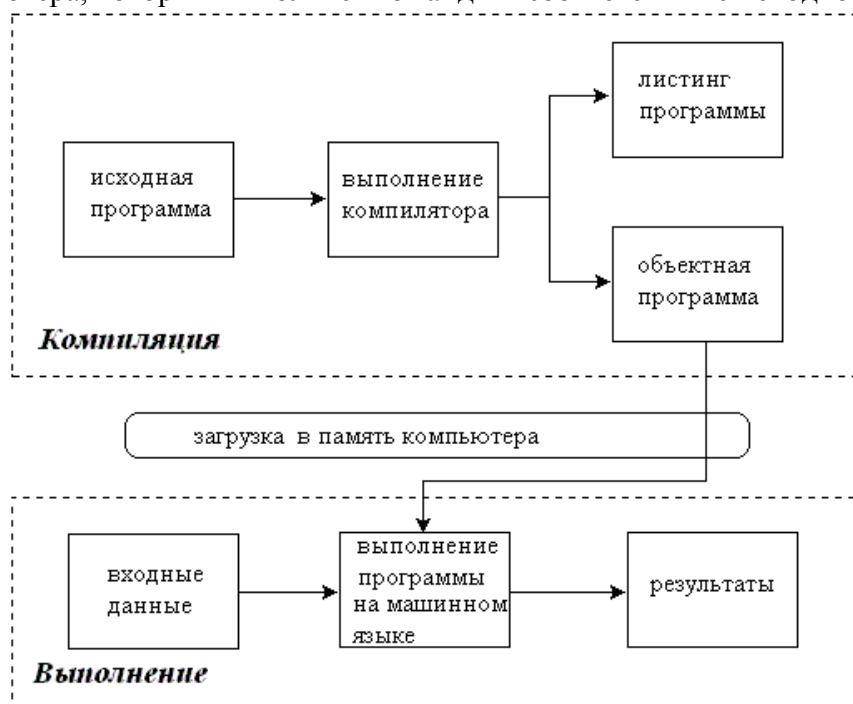 листинг
программы
исходная
программа
выполнение
компилятора
объектная
программа
Компиляция
загрузка в память компьютера
входные
данные
выполнение
программы
на машинном
языке
результаты
Выполнение